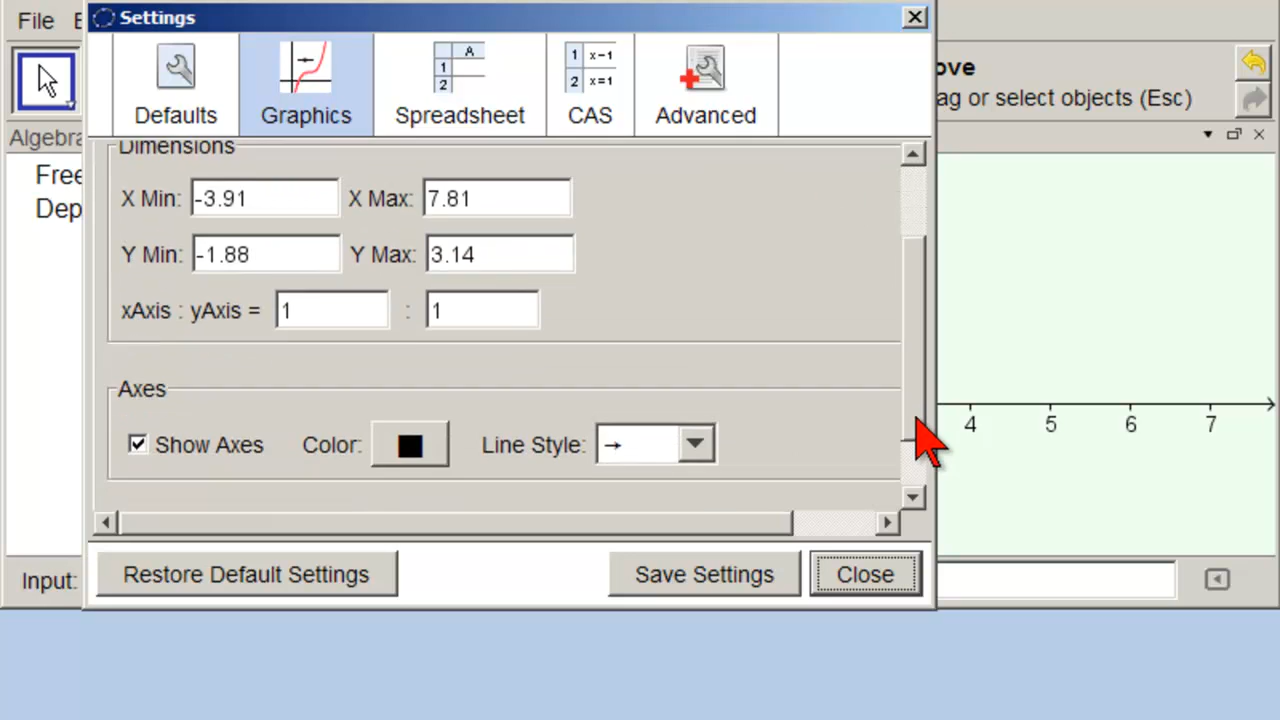 File E
Settings
Defaults Graphics Spreadsheet CAS Advanced
A
1
2
1 x-1
2 x=1
ove
ag or select objects (Esc)
Algebra
Free
Dep
Dimensions
X Min: -3.91 X Max: 7.81
Y Min: -1.88 Y Max: 3.14
xAxis : yAxis = 1 : 1
Axes
Show Axes Color: Line Style: →
4 5 6 7
Restore Default Settings Save Settings Close
Input: